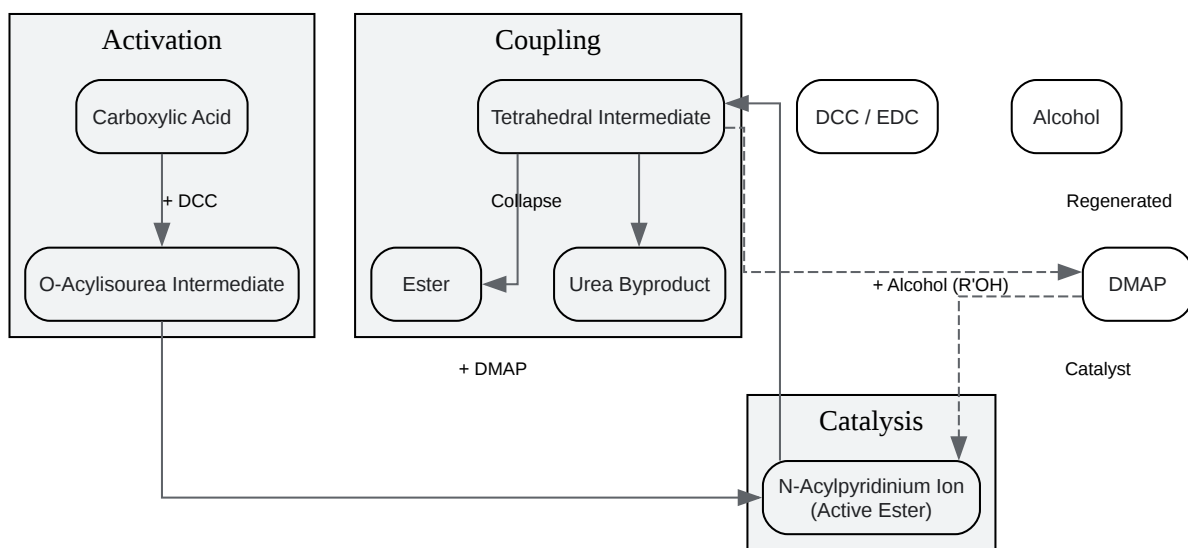 Activation
Coupling
Carboxylic Acid
Tetrahedral Intermediate
DCC / EDC
Alcohol
+ DCC
Collapse
Regenerated
O-Acylisourea Intermediate
Ester
Urea Byproduct
+ Alcohol (R'OH)
DMAP
+ DMAP
Catalyst
Catalysis
N-Acylpyridinium Ion
(Active Ester)